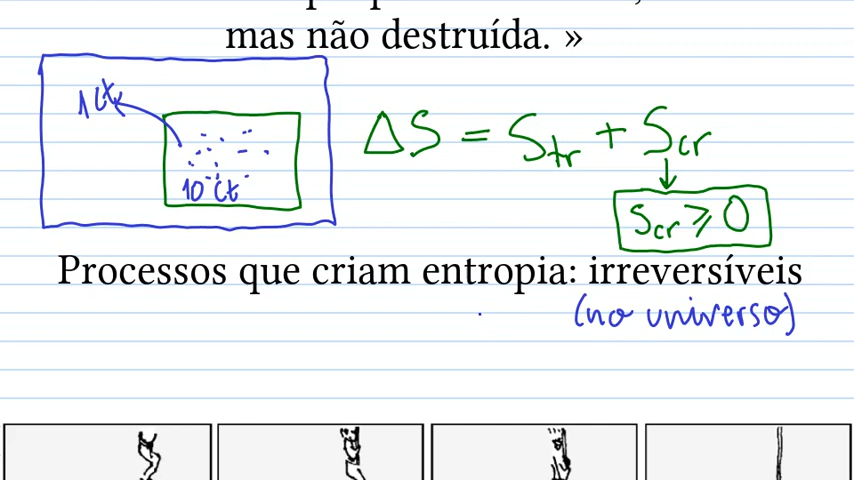 mas não destruída. »
1 Ct
10 Ct
ΔS = Str + Scr
Scr ⩾ 0
Processos que criam entropia: irreversíveis
(no universo)